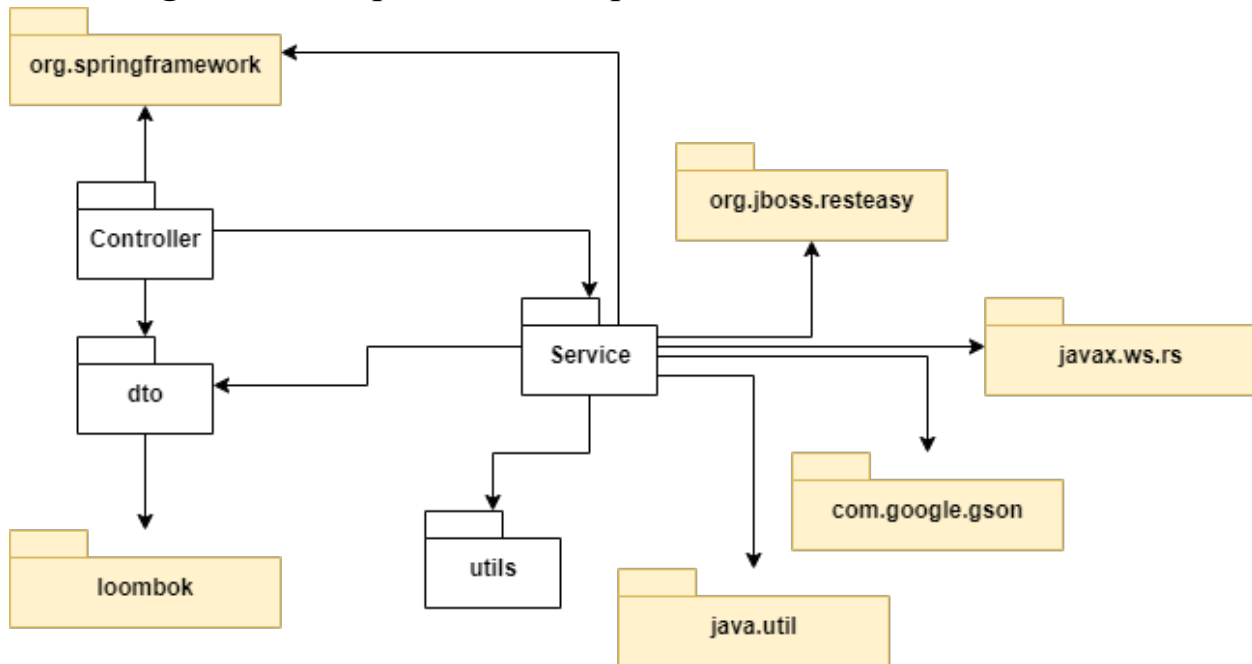 org.springframework
org.jboss.resteasy
Controller
Service
javax.ws.rs
dto
com.google.gson
utils
loombok
java.util